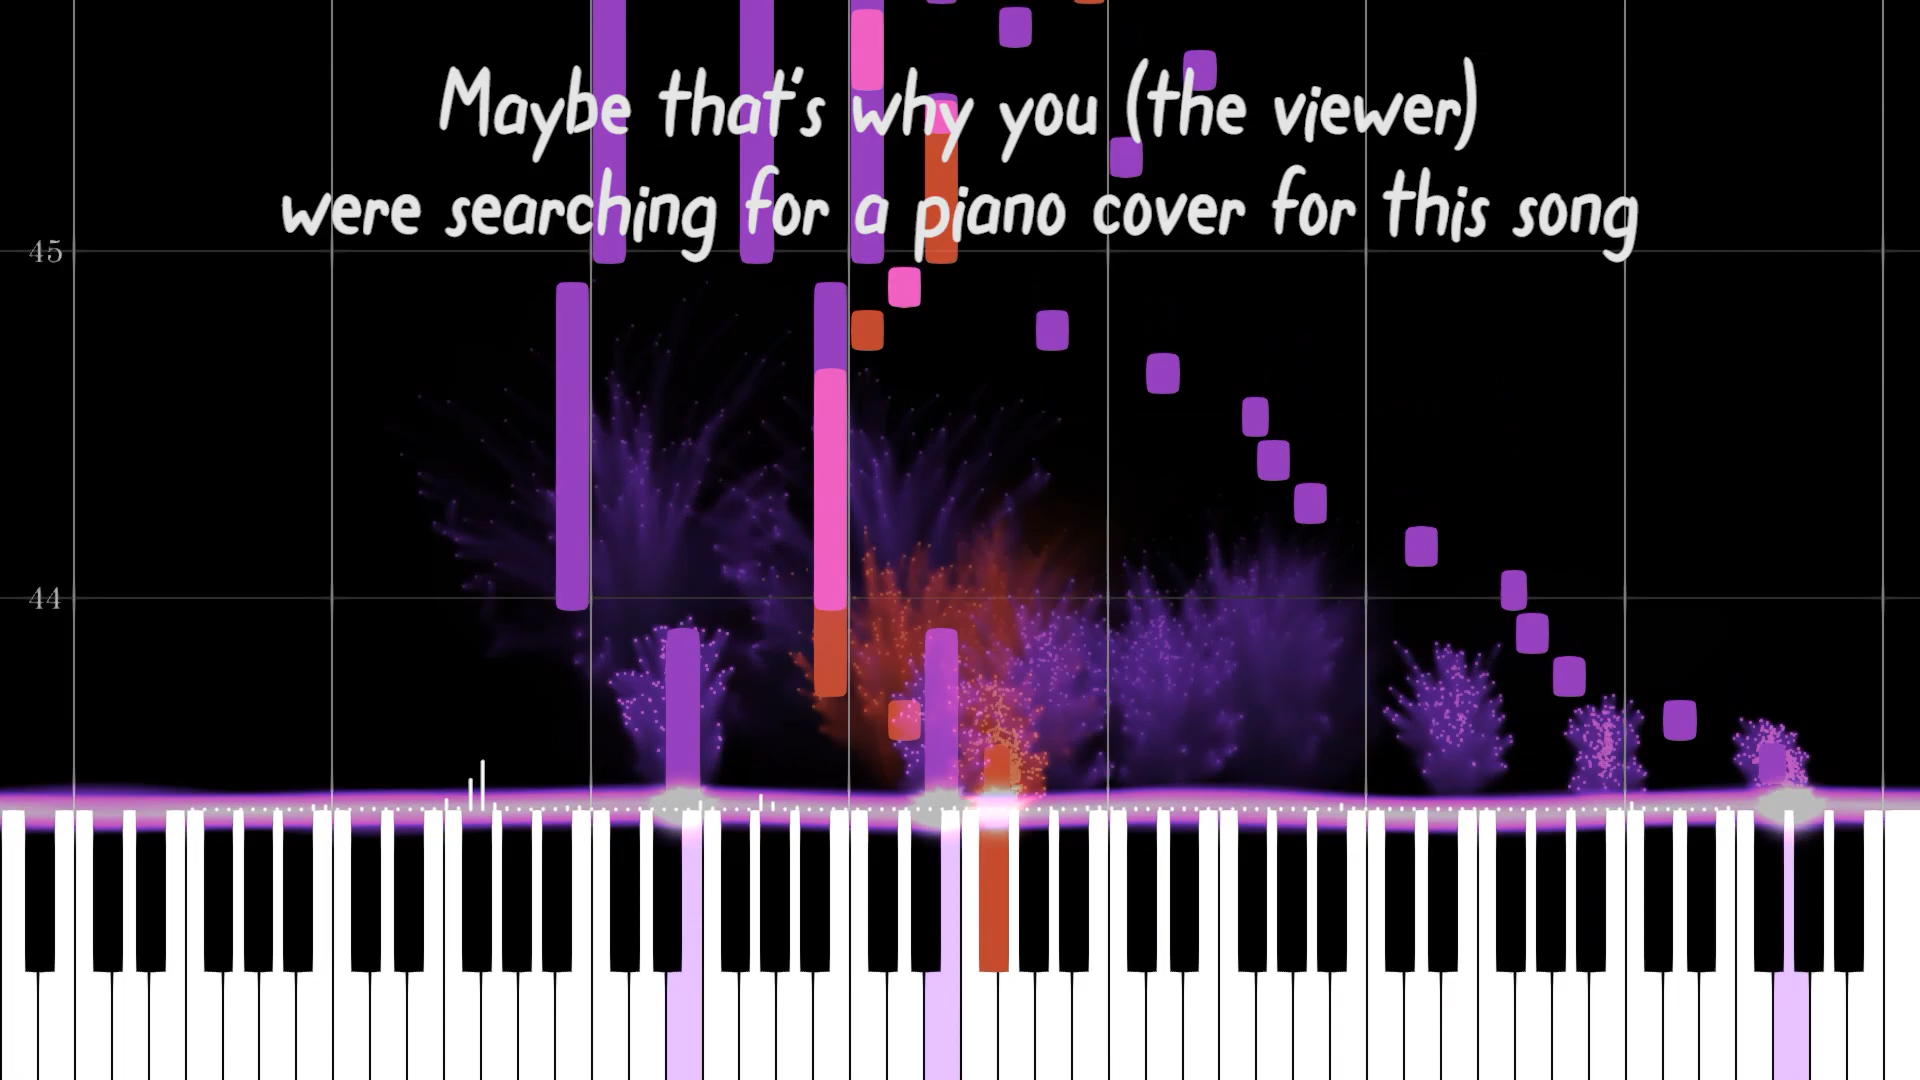 Maybe that's why you (the viewer)
were searching for a piano cover for this song
45
44